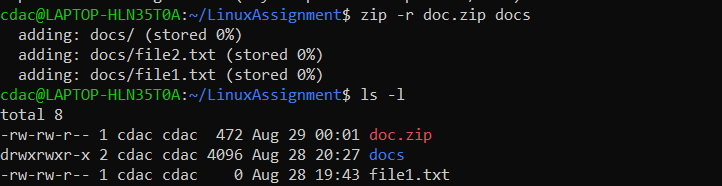 cdac@LAPTOP-HLN35T0A:~/LinuxAssignment$ zip -r doc.zip docs
  adding: docs/ (stored 0%)
  adding: docs/file2.txt (stored 0%)
  adding: docs/file1.txt (stored 0%)
cdac@LAPTOP-HLN35T0A:~/LinuxAssignment$ ls -l
total 8
-rw-rw-r-- 1 cdac cdac  472 Aug 29 00:01 doc.zip
drwxrwxr-x 2 cdac cdac 4096 Aug 28 20:27 docs
-rw-rw-r-- 1 cdac cdac    0 Aug 28 19:43 file1.txt